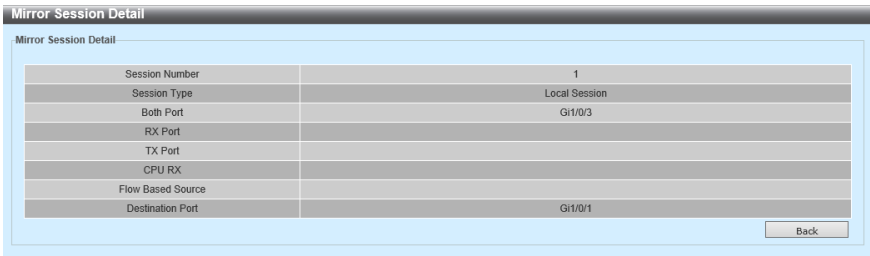 Mirror Session Detail
Mirror Session Detail
Session Number 1
Session Type Local Session
Both Port Gi1/0/3
RX Port
TX Port
CPU RX
Flow Based Source
Destination Port Gi1/0/1
Back